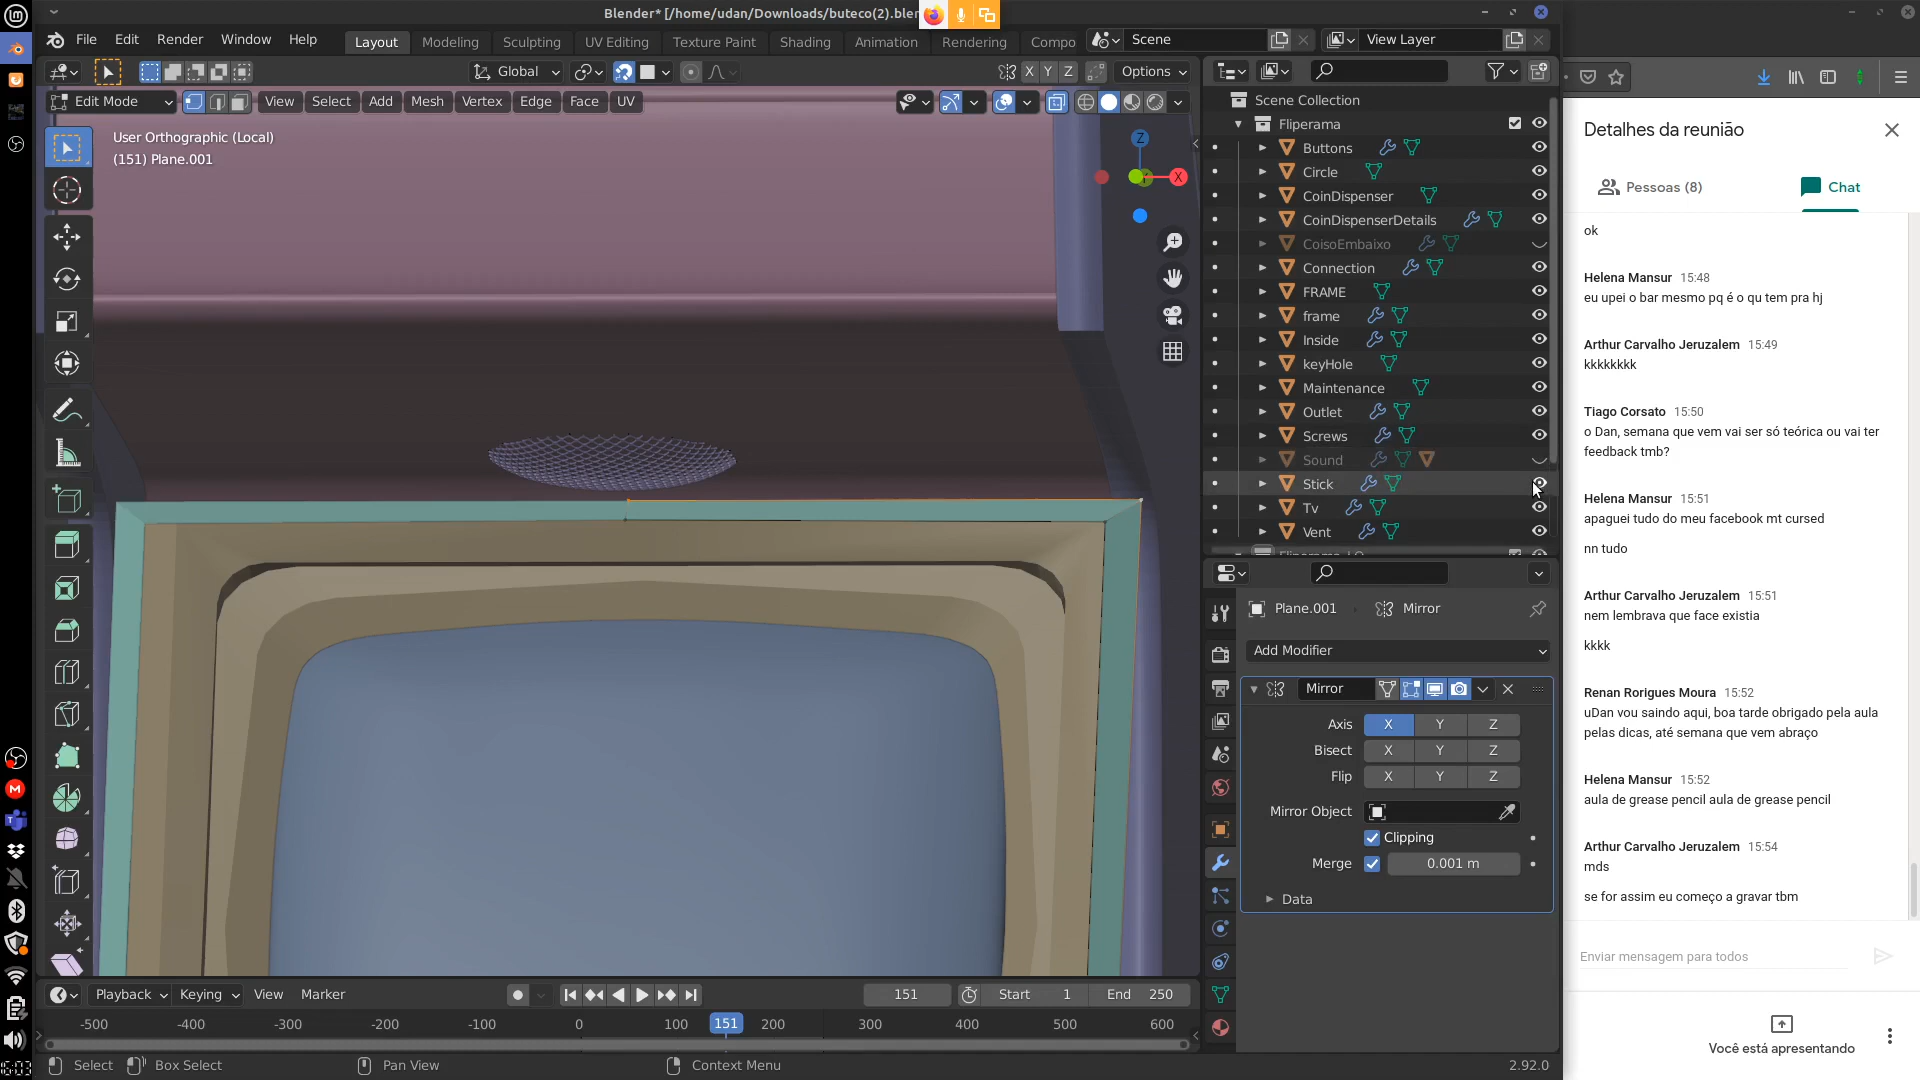 Blender* [/home/udan/Downloads/buteco(2).blen
File Edit Render Window Help
Layout Modeling Sculpting UV Editing Texture Paint Shading Animation Rendering Compo
Scene
View Layer
Global
X Y Z
Options
Edit Mode
View Select Add Mesh Vertex Edge Face UV
User Orthographic (Local)
(151) Plane.001
Z
X
Scene Collection
Fliperama
Buttons
Circle
CoinDispenser
CoinDispenserDetails
CoisoEmbaixo
Connection
FRAME
frame
Inside
keyHole
Maintenance
Outlet
Screws
Sound
Stick
Tv
Vent
Plane.001
Mirror
Add Modifier
Mirror
Axis X Y Z
Bisect X Y Z
Flip X Y Z
Mirror Object
Clipping
Merge 0.001 m
Data
Playback Keying View Marker
151
Start 1
End 250
-500 -400 -300 -200 -100 0 100 151 200 300 400 500 600
Select Box Select Pan View Context Menu
2.92.0
Detalhes da reunião
Pessoas (8)
Chat
ok
Helena Mansur 15:48
eu upei o bar mesmo pq é o qu tem pra hj
Arthur Carvalho Jeruzalem 15:49
kkkkkkkk
Tiago Corsato 15:50
o Dan, semana que vem vai ser só teórica ou vai ter
feedback tmb?
Helena Mansur 15:51
apaguei tudo do meu facebook mt cursed
nn tudo
Arthur Carvalho Jeruzalem 15:51
nem lembrava que face existia
kkkk
Renan Rorigues Moura 15:52
uDan vou saindo aqui, boa tarde obrigado pela aula
pelas dicas, até semana que vem abraço
Helena Mansur 15:52
aula de grease pencil aula de grease pencil
Arthur Carvalho Jeruzalem 15:54
mds
se for assim eu começo a gravar tbm
Enviar mensagem para todos
Você está apresentando